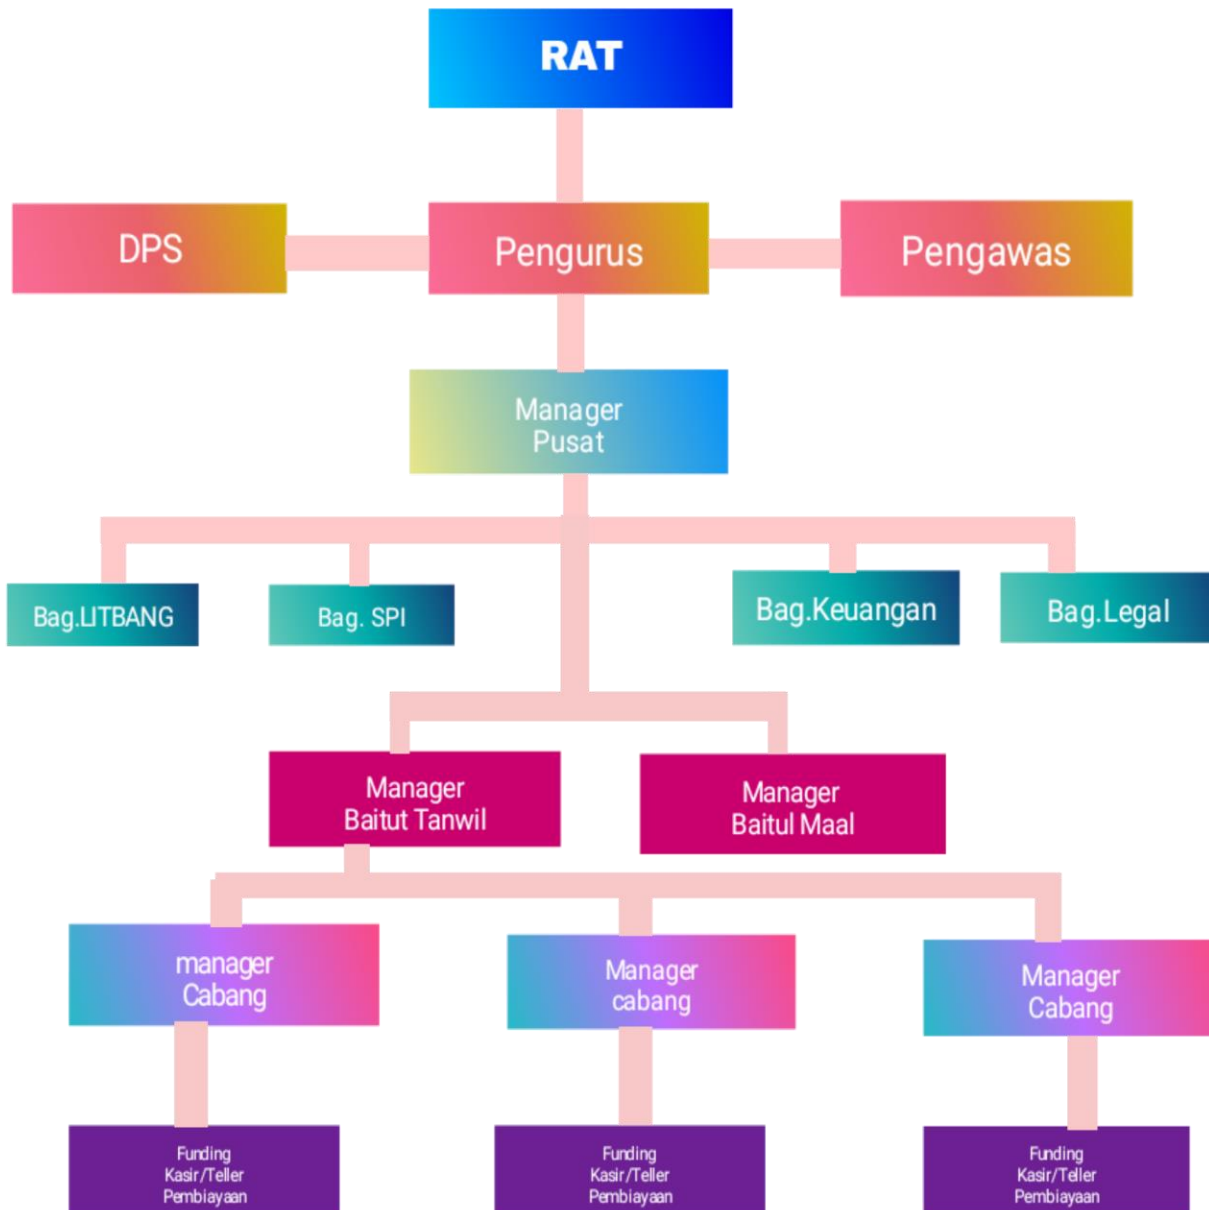 RAT
DPS
Pengurus
Pengawas
Manager
Pusat
Bag.LITBANG
Bag. SPI
Bag.Keuangan
Bag.Legal
Manager
Baitut Tanwil
Manager
Baitul Maal
manager
Cabang
Manager
cabang
Manager
Cabang
Funding
Kasir/Teller
Pembiayaan
Funding
Kasir/Teller
Pembiayaan
Funding
Kasir/Teller
Pembiayaan